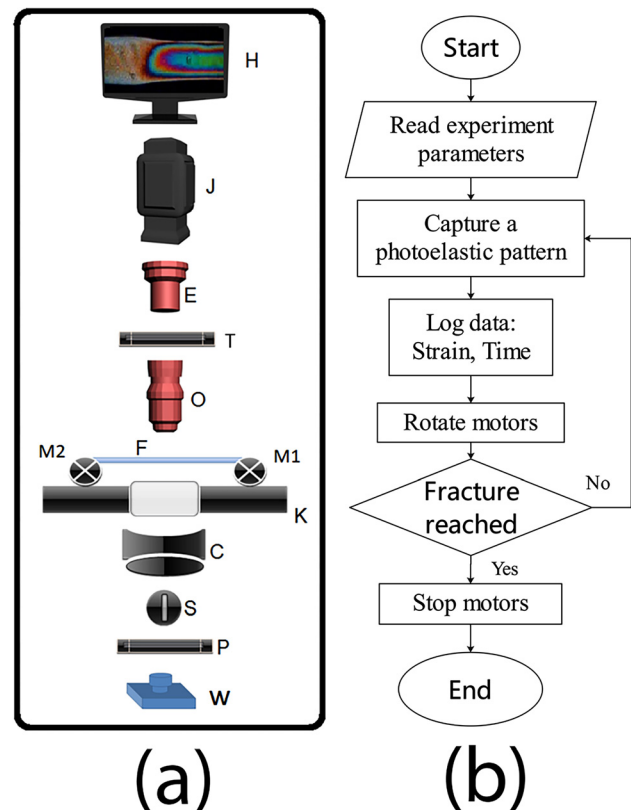 H
J
E
T
O
F
M2
M1
K
C
S
P
W
(a)
Start
Read experiment
parameters
Capture a
photoelastic pattern
Log data:
Strain, Time
Rotate motors
Fracture
reached
No
Yes
Stop motors
End
(b)